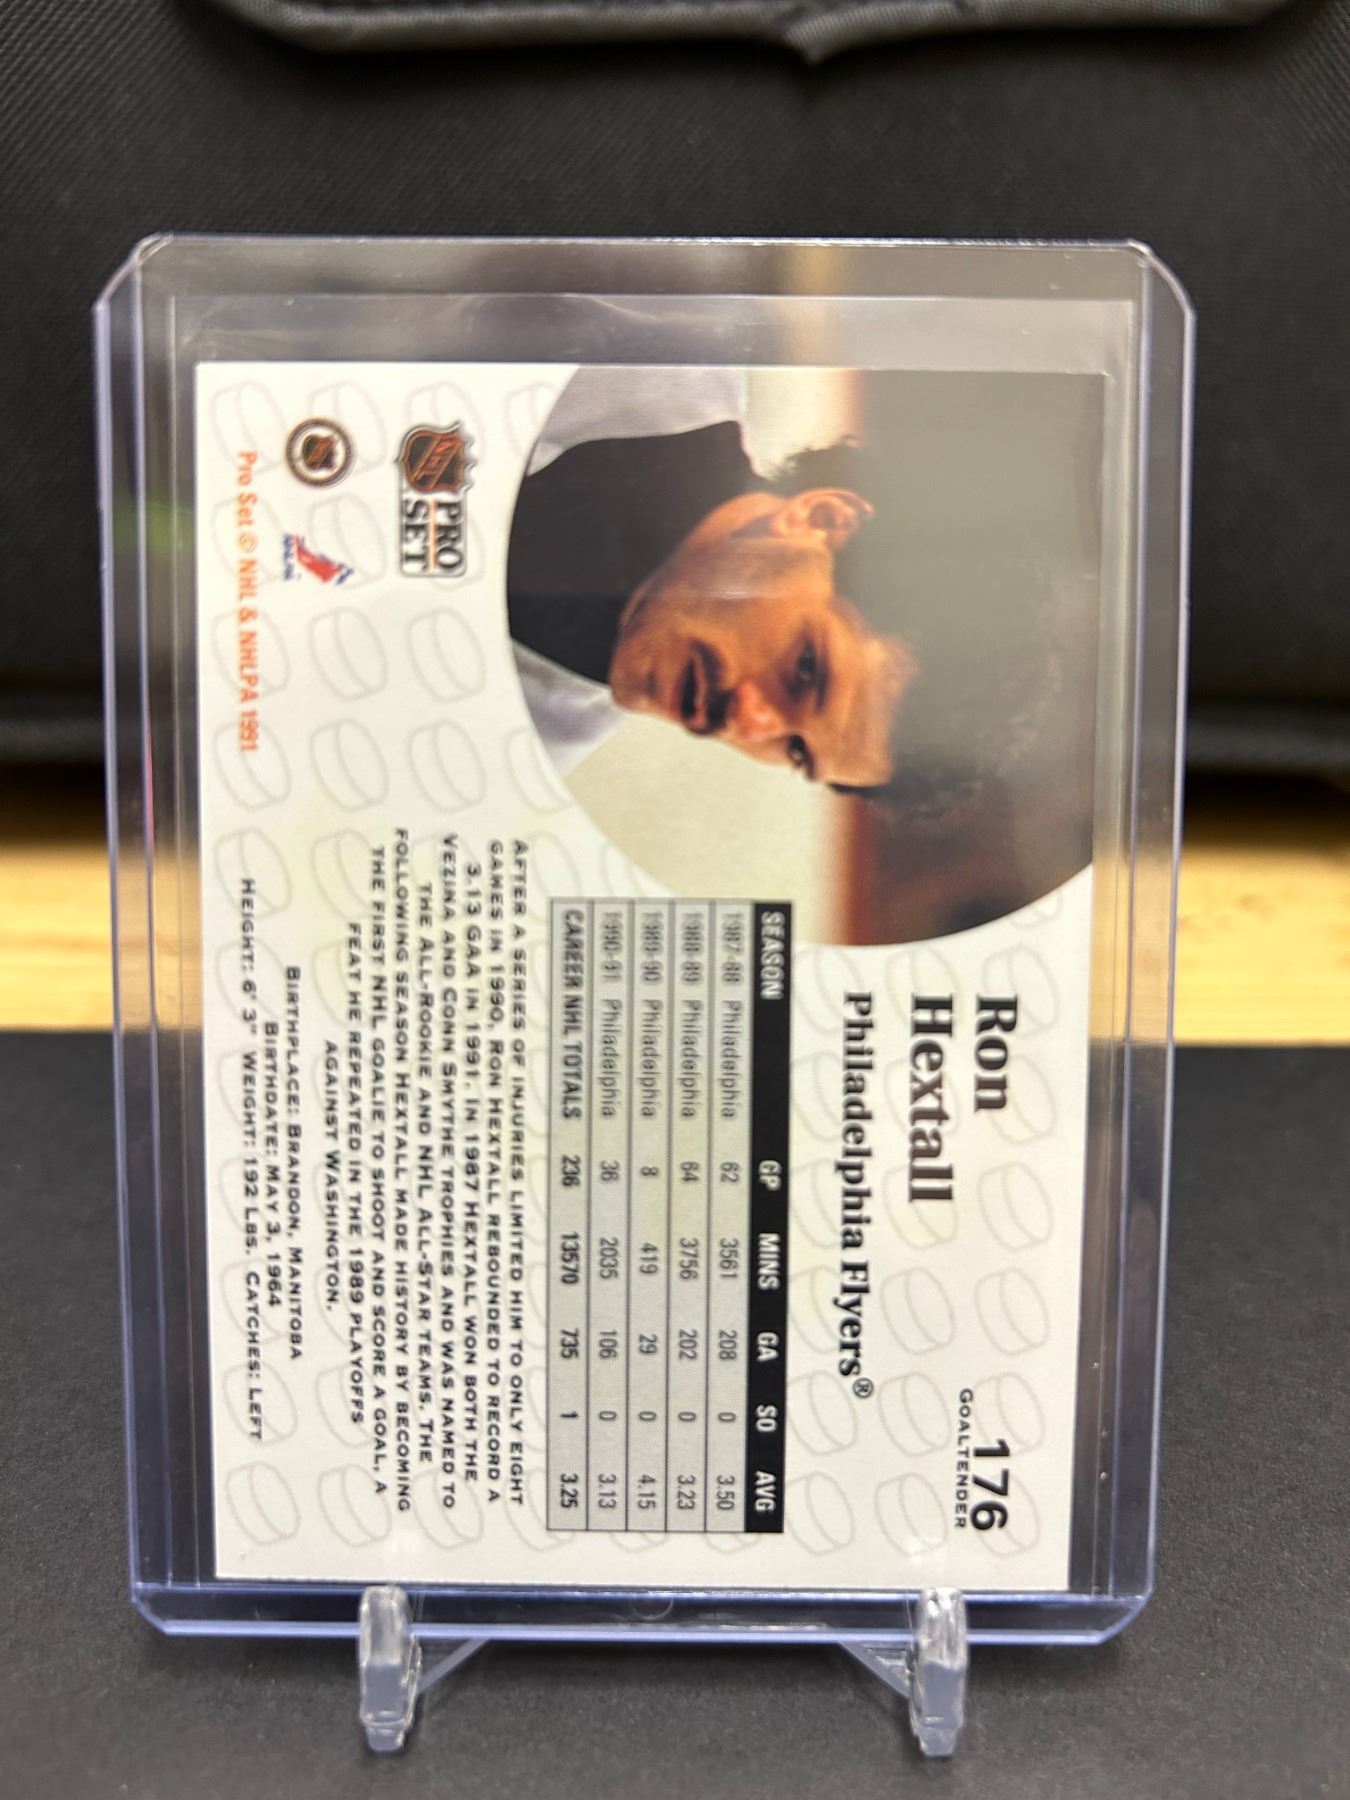 Ron
Hextall
176
GOALTENDER
Philadelphia Flyers®
SEASON GP MINS GA SO AVG
1987-88 Philadelphia 62 3561 208 0 3.50
1988-89 Philadelphia 64 3756 202 0 3.23
1989-90 Philadelphia 8 419 29 0 4.15
1990-91 Philadelphia 36 2035 106 0 3.13
CAREER NHL TOTALS 236 13570 735 1 3.25
AFTER A SERIES OF INJURIES LIMITED HIM TO ONLY EIGHT
GAMES IN 1990, RON HEXTALL REBOUNDED TO RECORD A
3.13 GAA IN 1991. IN 1987 HEXTALL WON BOTH THE
VEZINA AND CONN SMYTHE TROPHIES AND WAS NAMED TO
THE ALL-ROOKIE AND NHL ALL-STAR TEAMS. THE
FOLLOWING SEASON HEXTALL MADE HISTORY BY BECOMING
THE FIRST NHL GOALIE TO SHOOT AND SCORE A GOAL, A
FEAT HE REPEATED IN THE 1989 PLAYOFFS
AGAINST WASHINGTON.
BIRTHPLACE: BRANDON, MANITOBA
BIRTHDATE: MAY 3, 1964
HEIGHT: 6' 3" WEIGHT: 192 LBS. CATCHES: LEFT
NHL PRO
SET
NHL
NHLPA
Pro Set © NHL & NHLPA 1991